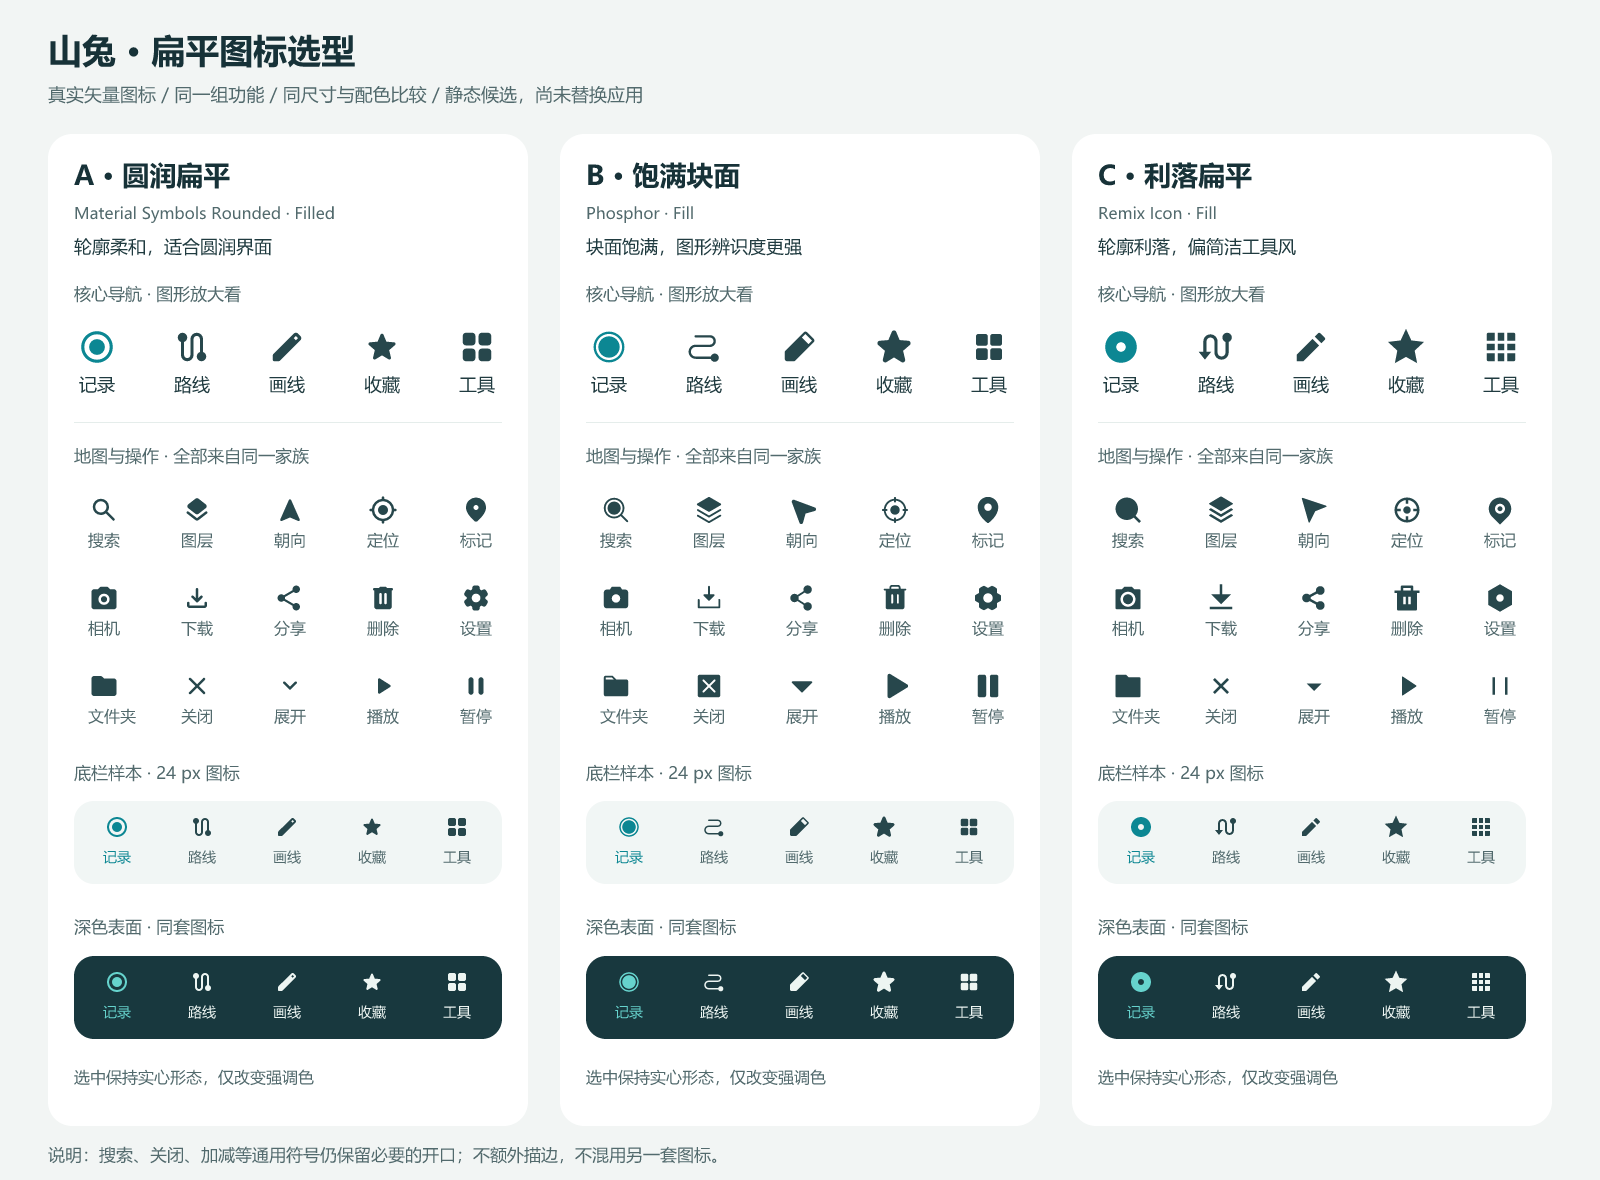 山兔 • 扁平图标选型
真实矢量图标 / 同一组功能 / 同尺寸与配色比较 / 静态候选，尚未替换应用
A • 圆润扁平
Material Symbols Rounded · Filled
轮廓柔和，适合圆润界面
核心导航 · 图形放大看
记录 路线 画线 收藏 工具
地图与操作 · 全部来自同一家族
搜索 图层 朝向 定位 标记
相机 下载 分享 删除 设置
文件夹 关闭 展开 播放 暂停
底栏样本 · 24 px 图标
记录 路线 画线 收藏 工具
深色表面 · 同套图标
记录 路线 画线 收藏 工具
选中保持实心形态，仅改变强调色
B • 饱满块面
Phosphor · Fill
块面饱满，图形辨识度更强
核心导航 · 图形放大看
记录 路线 画线 收藏 工具
地图与操作 · 全部来自同一家族
搜索 图层 朝向 定位 标记
相机 下载 分享 删除 设置
文件夹 关闭 展开 播放 暂停
底栏样本 · 24 px 图标
记录 路线 画线 收藏 工具
深色表面 · 同套图标
记录 路线 画线 收藏 工具
选中保持实心形态，仅改变强调色
C • 利落扁平
Remix Icon · Fill
轮廓利落，偏简洁工具风
核心导航 · 图形放大看
记录 路线 画线 收藏 工具
地图与操作 · 全部来自同一家族
搜索 图层 朝向 定位 标记
相机 下载 分享 删除 设置
文件夹 关闭 展开 播放 暂停
底栏样本 · 24 px 图标
记录 路线 画线 收藏 工具
深色表面 · 同套图标
记录 路线 画线 收藏 工具
选中保持实心形态，仅改变强调色
说明：搜索、关闭、加减等通用符号仍保留必要的开口；不额外描边，不混用另一套图标。